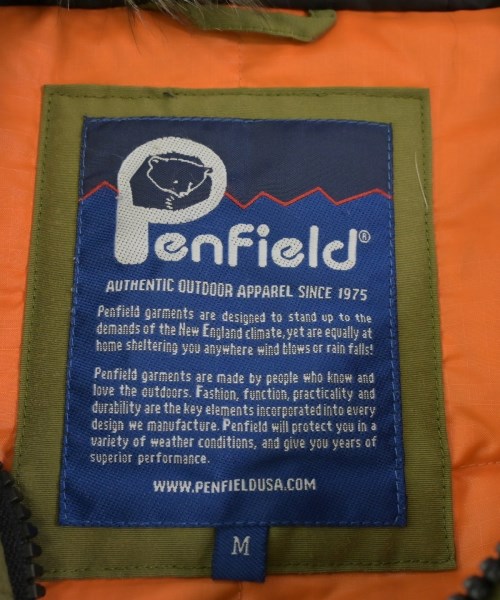 Penfield®
AUTHENTIC OUTDOOR APPAREL SINCE 1975
Penfield garments are designed to stand up to the
demands of the New England climate, yet are equally at
home sheltering you anywhere wind blows or rain falls!
Penfield garments are made by people who know and
love the outdoors. Fashion, function, practicality and
durability are the key elements incorporated into every
design we manufacture. Penfield will protect you in a
variety of weather conditions, and give you years of
superior performance.
WWW.PENFIELDUSA.COM
M